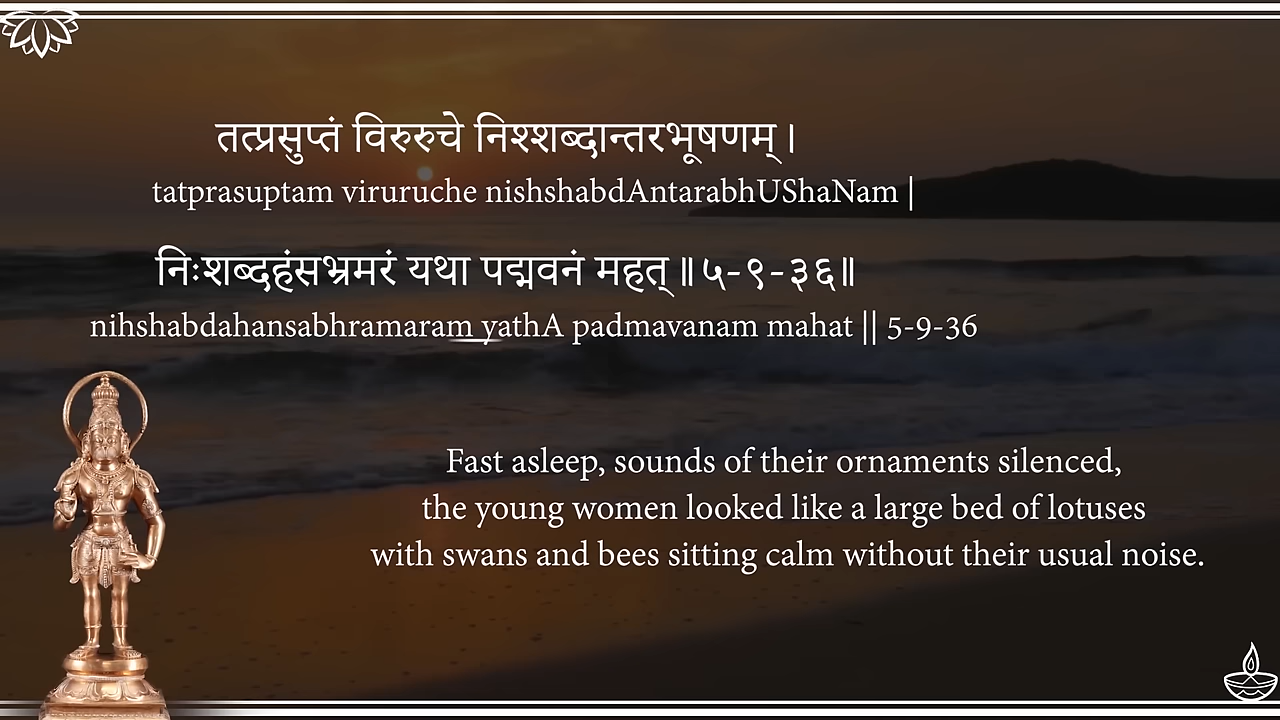 तत्प्रसुप्तं विरुरुचे निश्शब्दान्तरभूषणम् ।
tatprasuptam viruruche nishshabdAntarabhUShaNam |
निःशब्दहंसभ्रमरं यथा पद्मवनं महत् ॥५-९-३६॥
nihshabdahansabhramaram yathA padmavanam mahat || 5-9-36
Fast asleep, sounds of their ornaments silenced,
the young women looked like a large bed of lotuses
with swans and bees sitting calm without their usual noise.